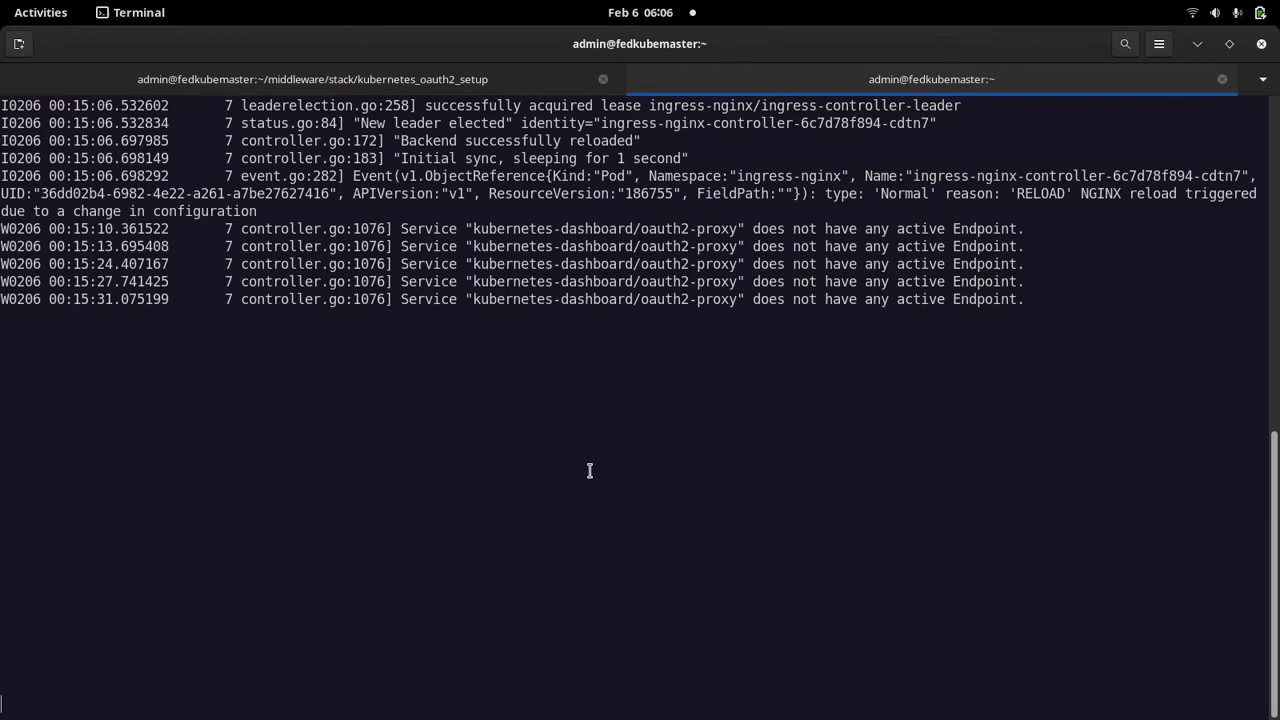 Activities
Terminal
Feb 6 06:06
admin@fedkubemaster:~
admin@fedkubemaster:~/middleware/stack/kubernetes_oauth2_setup
admin@fedkubemaster:~
I0206 00:15:06.532602       7 leaderelection.go:258] successfully acquired lease ingress-nginx/ingress-controller-leader
I0206 00:15:06.532834       7 status.go:84] "New leader elected" identity="ingress-nginx-controller-6c7d78f894-cdtn7"
I0206 00:15:06.697985       7 controller.go:172] "Backend successfully reloaded"
I0206 00:15:06.698149       7 controller.go:183] "Initial sync, sleeping for 1 second"
I0206 00:15:06.698292       7 event.go:282] Event(v1.ObjectReference{Kind:"Pod", Namespace:"ingress-nginx", Name:"ingress-nginx-controller-6c7d78f894-cdtn7",
UID:"36dd02b4-6982-4e22-a261-a7be27627416", APIVersion:"v1", ResourceVersion:"186755", FieldPath:""}): type: 'Normal' reason: 'RELOAD' NGINX reload triggered
due to a change in configuration
W0206 00:15:10.361522       7 controller.go:1076] Service "kubernetes-dashboard/oauth2-proxy" does not have any active Endpoint.
W0206 00:15:13.695408       7 controller.go:1076] Service "kubernetes-dashboard/oauth2-proxy" does not have any active Endpoint.
W0206 00:15:24.407167       7 controller.go:1076] Service "kubernetes-dashboard/oauth2-proxy" does not have any active Endpoint.
W0206 00:15:27.741425       7 controller.go:1076] Service "kubernetes-dashboard/oauth2-proxy" does not have any active Endpoint.
W0206 00:15:31.075199       7 controller.go:1076] Service "kubernetes-dashboard/oauth2-proxy" does not have any active Endpoint.